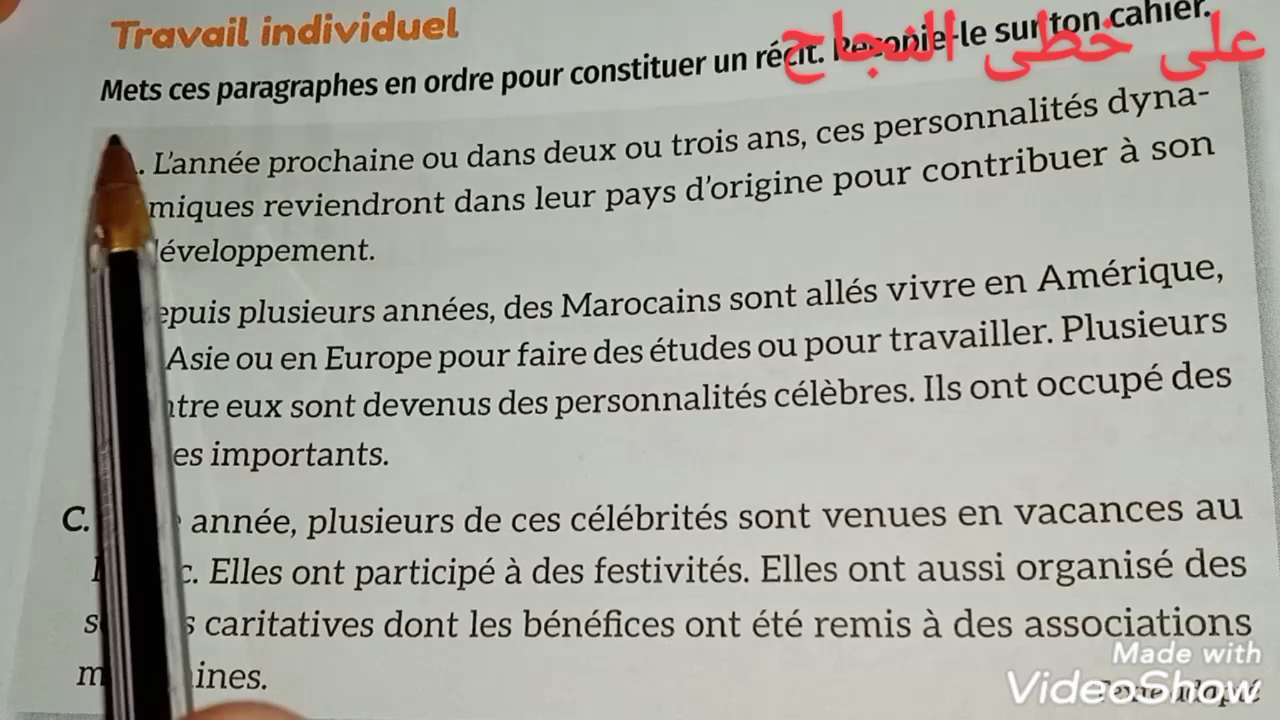 Travail individuel
على خطى النجاح
Mets ces paragraphes en ordre pour constituer un récit. Recopie-le sur ton cahier.
. L'année prochaine ou dans deux ou trois ans, ces personnalités dyna-
miques reviendront dans leur pays d'origine pour contribuer à son
éveloppement.
epuis plusieurs années, des Marocains sont allés vivre en Amérique,
Asie ou en Europe pour faire des études ou pour travailler. Plusieurs
ntre eux sont devenus des personnalités célèbres. Ils ont occupé des
es importants.
C. année, plusieurs de ces célébrités sont venues en vacances au
c. Elles ont participé à des festivités. Elles ont aussi organisé des
s caritatives dont les bénéfices ont été remis à des associations
m ines.
Made with
VideoShow
Texte adapté